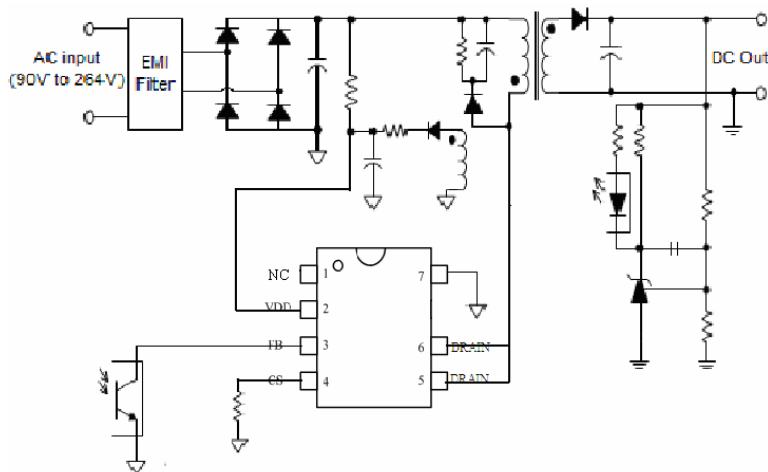 AC input
(90V to 264V)
EMI
Filter
DC Out
NC
1
7
VDD
2
FB
3
6
DRAIN
CS
4
5
DRAIN